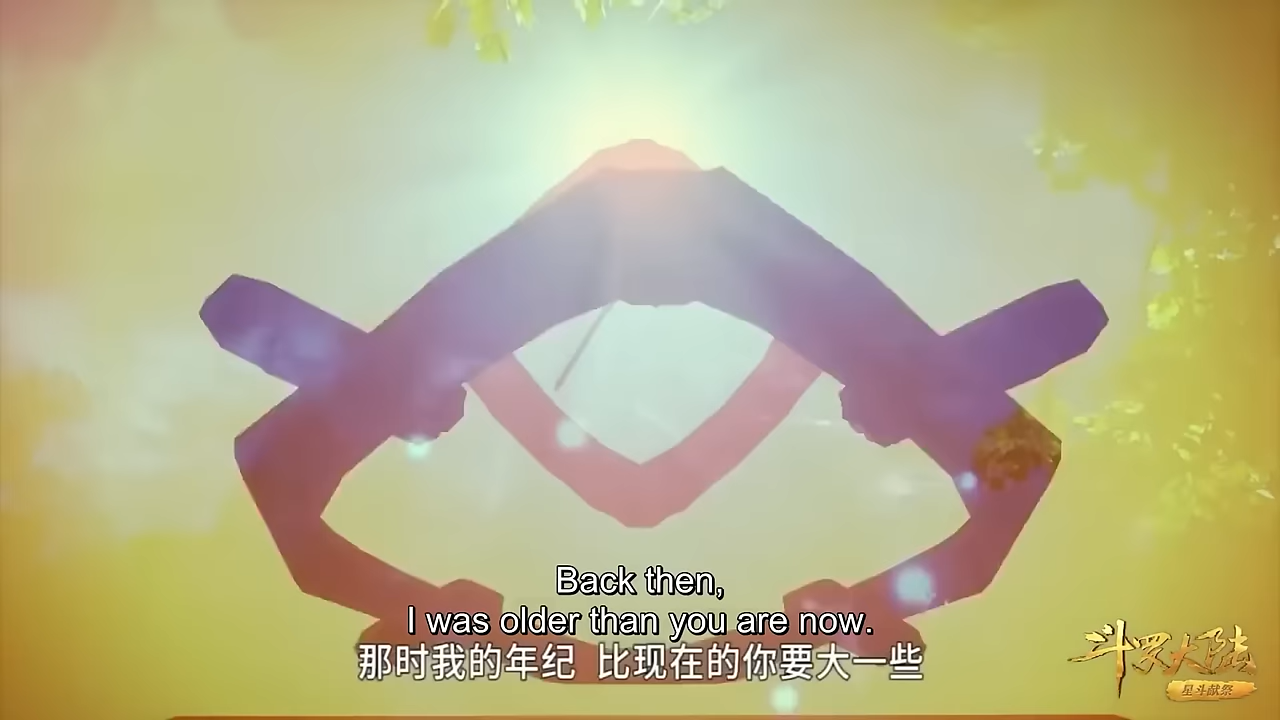 Back then,
I was older than you are now.
那时我的年纪 比现在的你要大一些
斗罗大陆
星斗献祭